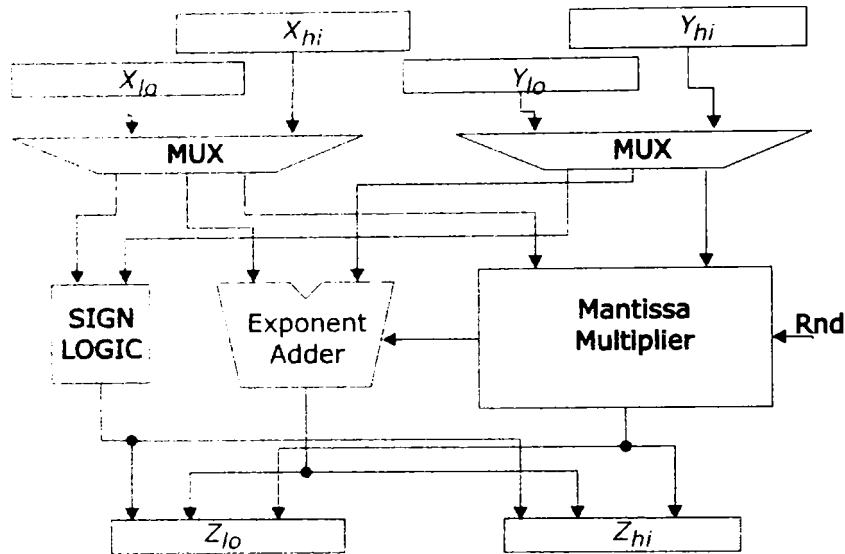 X_hi
Y_hi
X_lo
Y_lo
MUX
MUX
SIGN
LOGIC
Exponent
Adder
Mantissa
Multiplier
Rnd
Z_lo
Z_hi